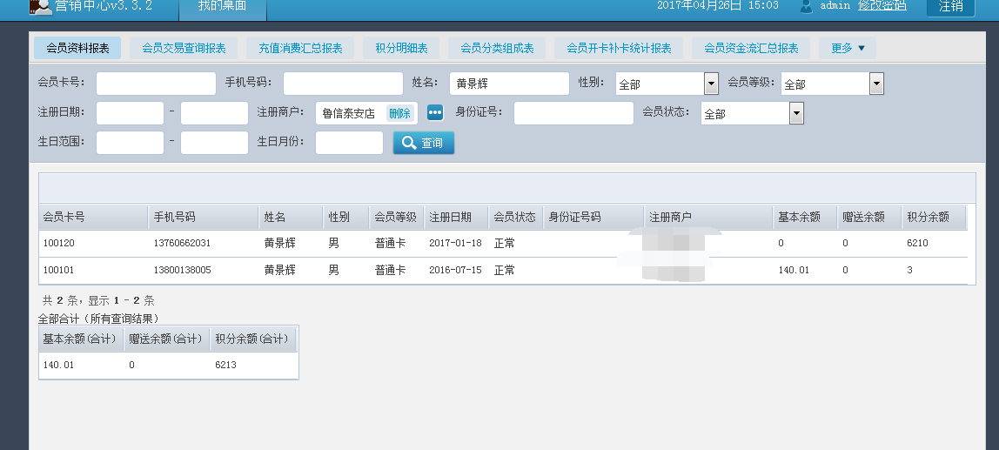 营销中心v3.3.2 我的桌面 2017年04月26日 15:03 admin 修改密码 注销
会员资料报表 会员交易查询报表 充值消费汇总报表 积分明细表 会员分类组成表 会员开卡补卡统计报表 会员资金流汇总报表 更多
会员卡号: 手机号码: 姓名: 黄景辉 性别: 全部 会员等级: 全部
注册日期: - 注册商户: 鲁信泰安店 删除 身份证号: 会员状态: 全部
生日范围: - 生日月份: 查询
会员卡号 手机号码 姓名 性别 会员等级 注册日期 会员状态 身份证号码 注册商户 基本余额 赠送余额 积分余额
100120 13760662031 黄景辉 男 普通卡 2017-01-18 正常 0 0 6210
100101 13800138005 黄景辉 男 普通卡 2016-07-15 正常 140.01 0 3
共 2 条, 显示 1 - 2 条
全部合计(所有查询结果)
基本余额(合计) 赠送余额(合计) 积分余额(合计)
140.01 0 6213